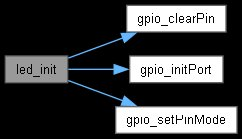 gpio_clearPin
led_init
gpio_initPort
gpio_setPinMode